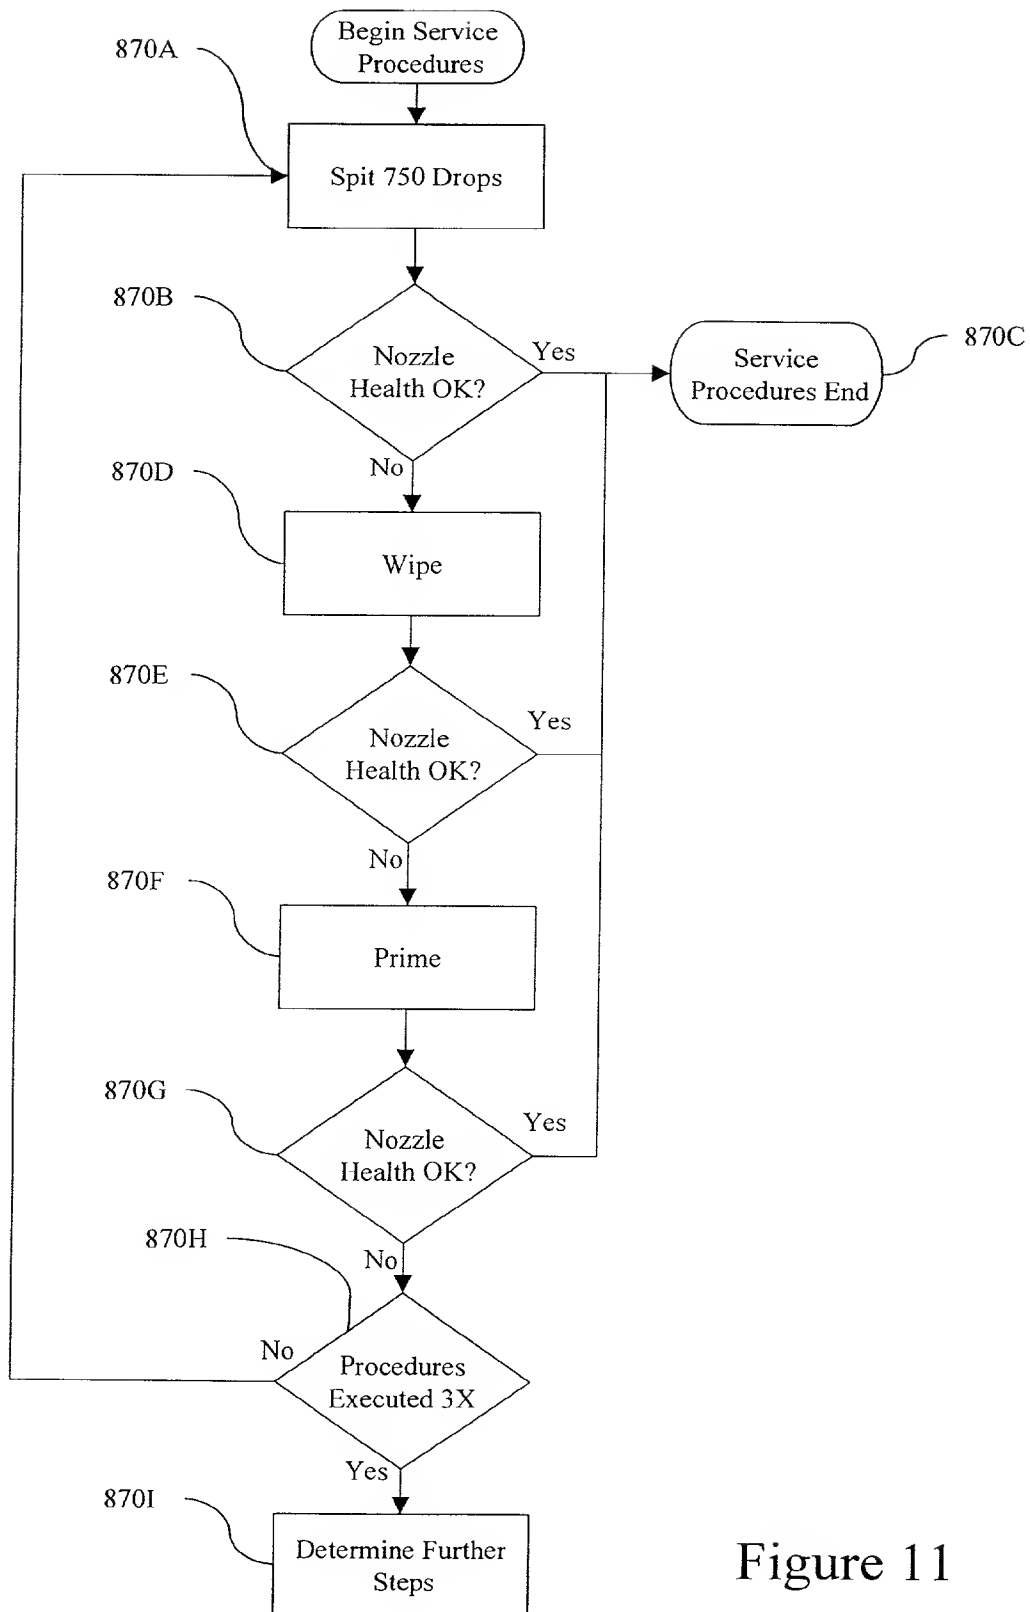 Begin Service
Procedures
870A
Spit 750 Drops
870B
Nozzle
Health OK?
Yes
Service
Procedures End
870C
No
870D
Wipe
870E
Nozzle
Health OK?
Yes
No
870F
Prime
870G
Nozzle
Health OK?
Yes
870H
No
No
Procedures
Executed 3X
Yes
870I
Determine Further
Steps
Figure 11